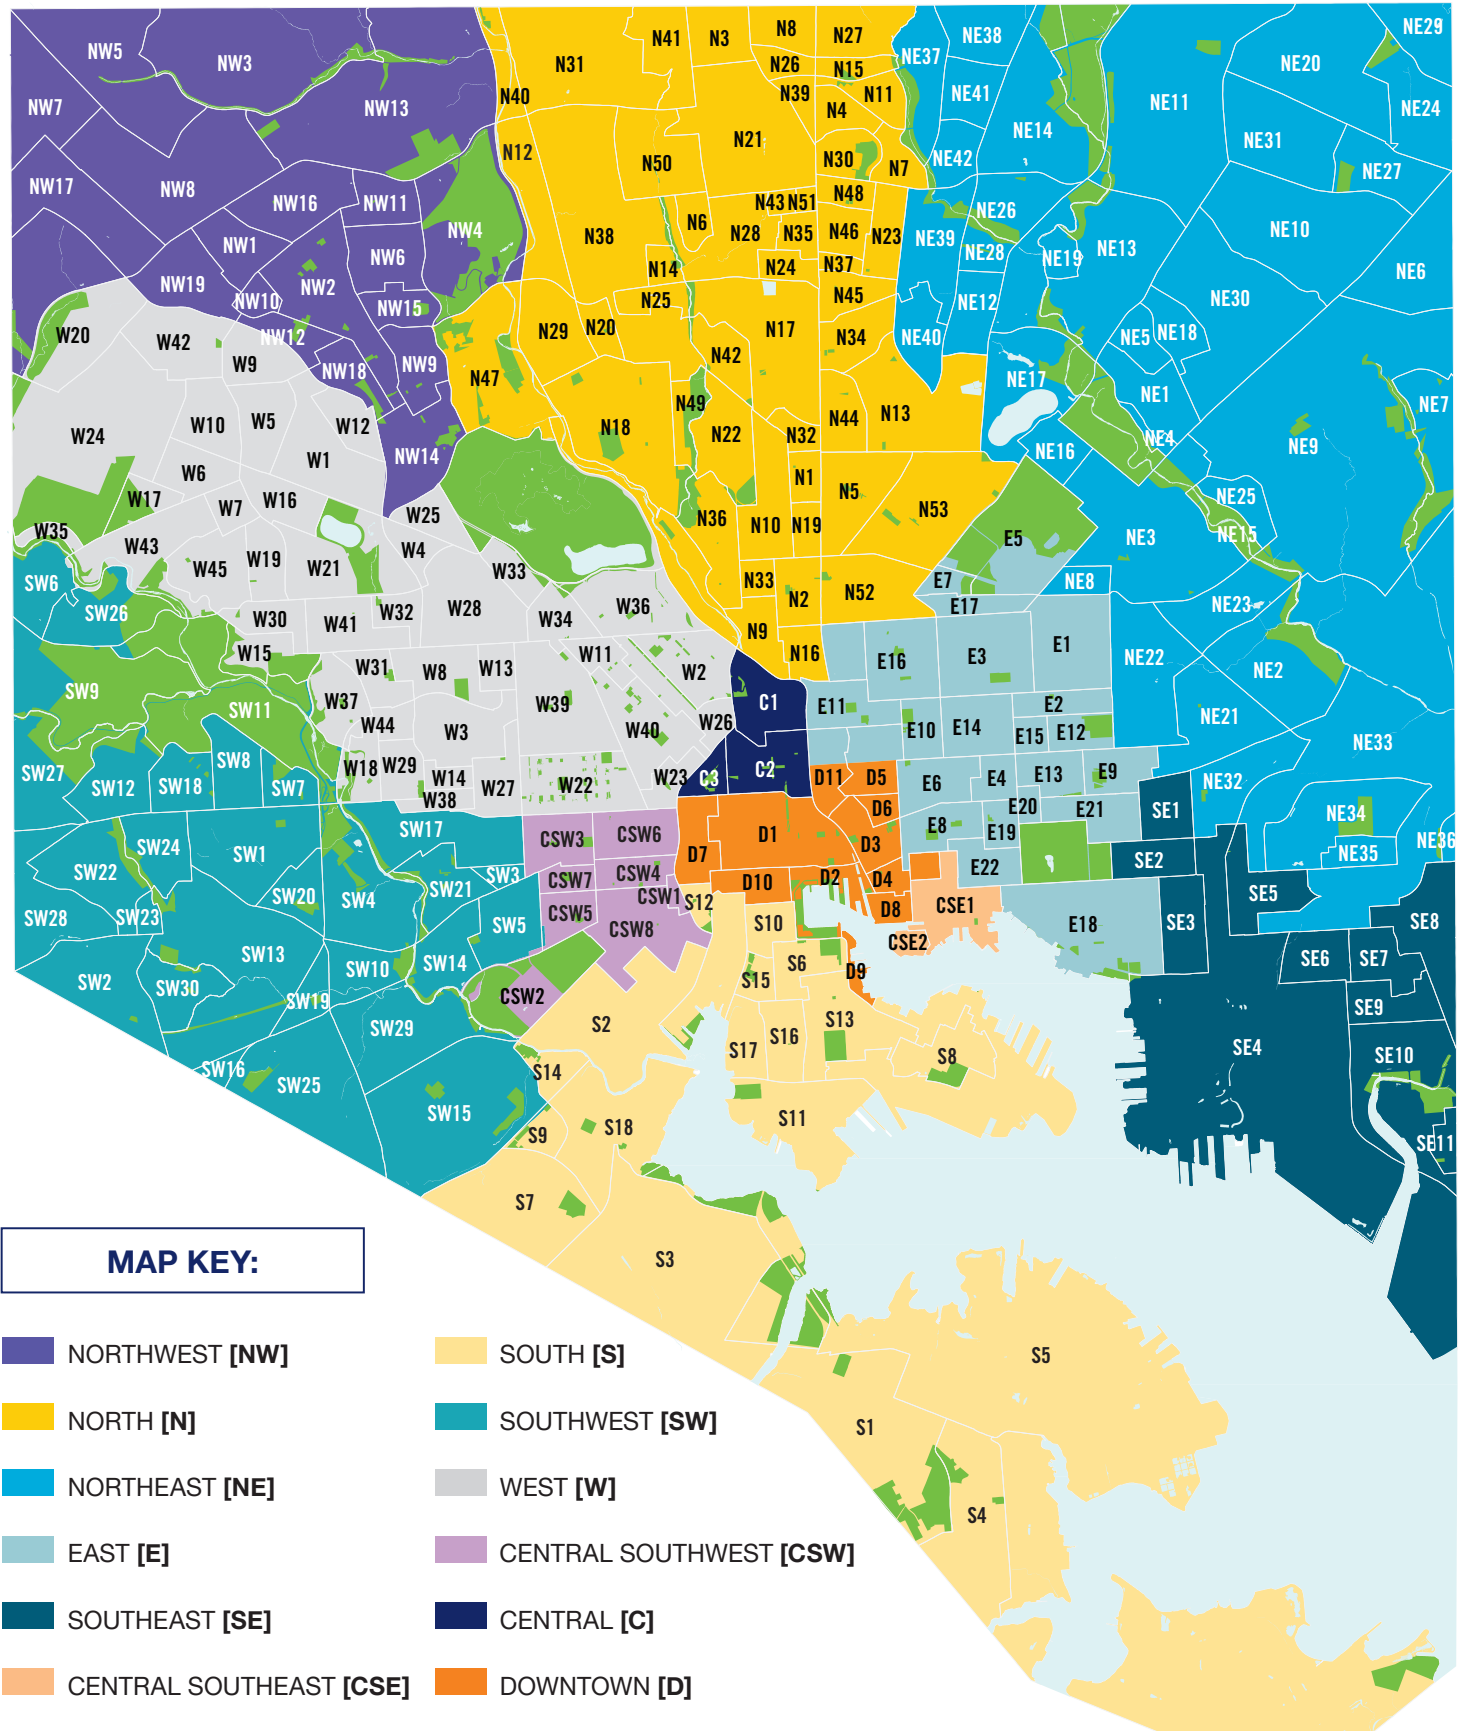 NW5
NW3
NW7
NW13
NW17
NW8
NW16
NW11
NW4
NW1
NW6
NW19
NW10
NW2
NW15
NW12
NW18
NW9
NW14
N41
N3
N8
N27
N31
N26
N15
N40
N39
N11
N4
N12
N50
N21
N30
N7
N43
N51
N48
N6
N38
N28
N35
N46
N23
N14
N24
N37
N25
N45
N29
N20
N17
N34
N42
N47
N49
N18
N22
N32
N44
N13
N1
N5
N36
N10
N19
N53
N33
N2
N52
N9
N16
NE37
NE38
NE29
NE20
NE41
NE11
NE24
NE14
NE31
NE42
NE27
NE26
NE39
NE28
NE19
NE13
NE10
NE6
NE12
NE30
NE40
NE5
NE18
NE17
NE1
NE7
NE16
NE4
NE9
NE25
NE3
NE15
NE8
NE23
NE22
NE2
NE21
NE33
NE32
NE34
NE35
NE36
W20
W42
W9
W24
W10
W5
W12
W6
W1
W17
W7
W16
W25
W35
W43
W45
W19
W21
W4
W33
W30
W41
W32
W28
W34
W36
W15
W31
W8
W13
W11
W2
W37
W39
W44
W3
W40
W26
W18
W29
W14
W27
W22
W23
W38
E5
E7
E17
E16
E3
E1
E11
E2
E10
E14
E15
E12
E6
E4
E13
E9
E20
E21
E8
E19
E22
E18
C1
C2
C3
D11
D5
D6
D1
D3
D7
D10
D2
D4
D8
D9
CSE1
CSE2
SE1
SE2
SE5
SE3
SE8
SE6
SE7
SE9
SE4
SE10
SE11
SW6
SW26
SW9
SW11
SW27
SW12
SW18
SW8
SW7
SW17
SW24
SW1
SW22
SW20
SW4
SW21
SW3
SW28
SW23
SW5
SW13
SW10
SW14
SW2
SW30
SW19
SW29
SW16
SW25
SW15
CSW3
CSW6
CSW7
CSW4
CSW1
CSW5
CSW8
CSW2
S12
S10
S6
S15
S2
S13
S17
S16
S8
S14
S18
S11
S9
S7
S3
S5
S1
S4
MAP KEY:
NORTHWEST [NW]
SOUTH [S]
NORTH [N]
SOUTHWEST [SW]
NORTHEAST [NE]
WEST [W]
EAST [E]
CENTRAL SOUTHWEST [CSW]
SOUTHEAST [SE]
CENTRAL [C]
CENTRAL SOUTHEAST [CSE]
DOWNTOWN [D]